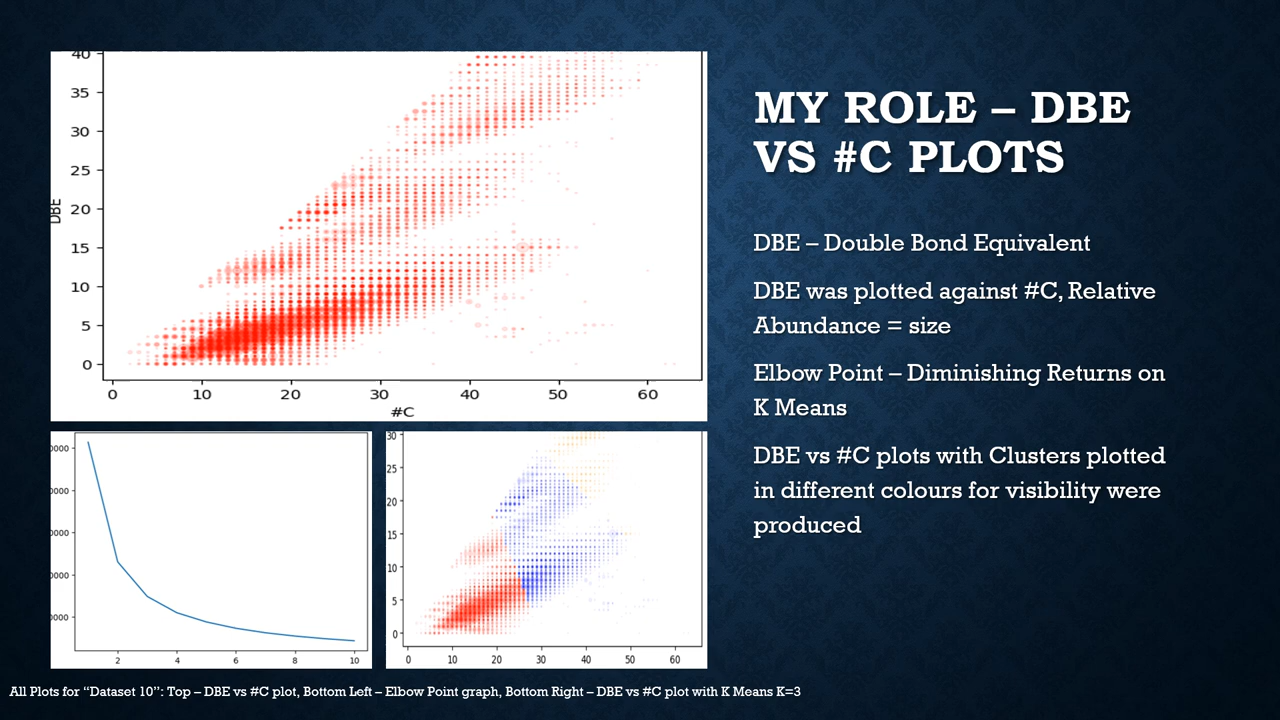 MY ROLE – DBE
VS #C PLOTS
DBE – Double Bond Equivalent
DBE was plotted against #C, Relative
Abundance = size
Elbow Point – Diminishing Returns on
K Means
DBE vs #C plots with Clusters plotted
in different colours for visibility were
produced
40
35
30
25
20
15
10
5
0
DBE
0 10 20 30 40 50 60
#C
0000
0000
0000
0000
2 4 6 8 10
30
25
20
15
10
5
0
0 10 20 30 40 50 60
All Plots for “Dataset 10”: Top – DBE vs #C plot, Bottom Left – Elbow Point graph, Bottom Right – DBE vs #C plot with K Means K=3